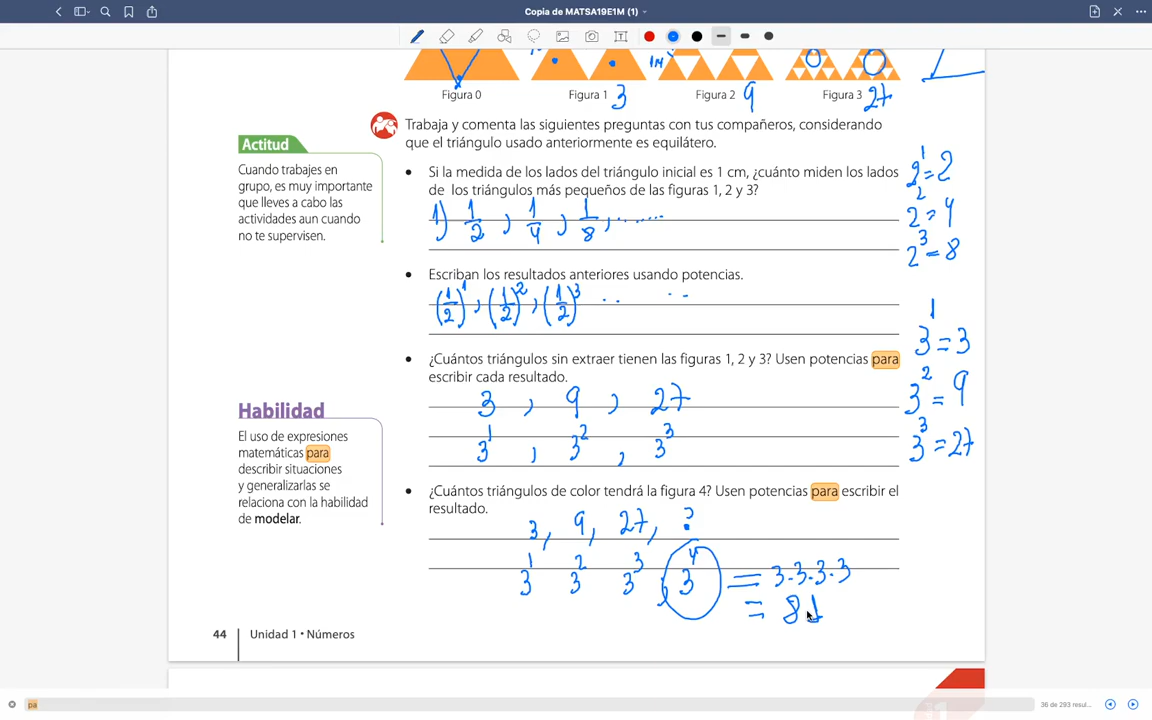 Copia de MATSA19E1M (1)
Figura 0
Figura 1 3
Figura 2 9
Figura 3 27
Trabaja y comenta las siguientes preguntas con tus compañeros, considerando
que el triángulo usado anteriormente es equilátero.
Actitud
Cuando trabajes en
grupo, es muy importante
que lleves a cabo las
actividades aun cuando
no te supervisen.
• Si la medida de los lados del triángulo inicial es 1 cm, ¿cuánto miden los lados
de los triángulos más pequeños de las figuras 1, 2 y 3?
1) 1/2 , 1/4 , 1/8 , .......
2¹ = 2
2² = 4
2³ = 8
• Escriban los resultados anteriores usando potencias.
(1/2)¹ , (1/2)² , (1/2)³ .. ..
3¹ = 3
3² = 9
3³ = 27
• ¿Cuántos triángulos sin extraer tienen las figuras 1, 2 y 3? Usen potencias para
escribir cada resultado.
3 , 9 , 27
3¹ , 3² , 3³
Habilidad
El uso de expresiones
matemáticas para
describir situaciones
y generalizarlas se
relaciona con la habilidad
de modelar.
• ¿Cuántos triángulos de color tendrá la figura 4? Usen potencias para escribir el
resultado.
3, 9, 27, ?
3¹ 3² 3³ , 3⁴ = 3·3·3·3
= 81
44 Unidad 1 • Números
pa
36 de 293 resul...